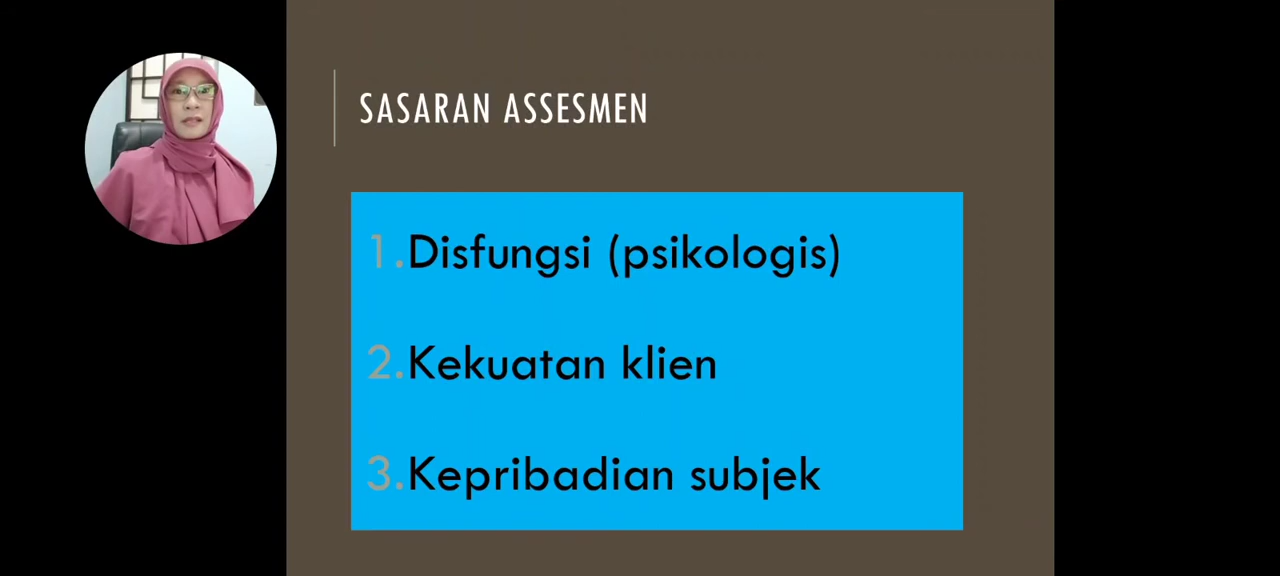 SASARAN ASSESMEN
1.Disfungsi (psikologis)
2.Kekuatan klien
3.Kepribadian subjek